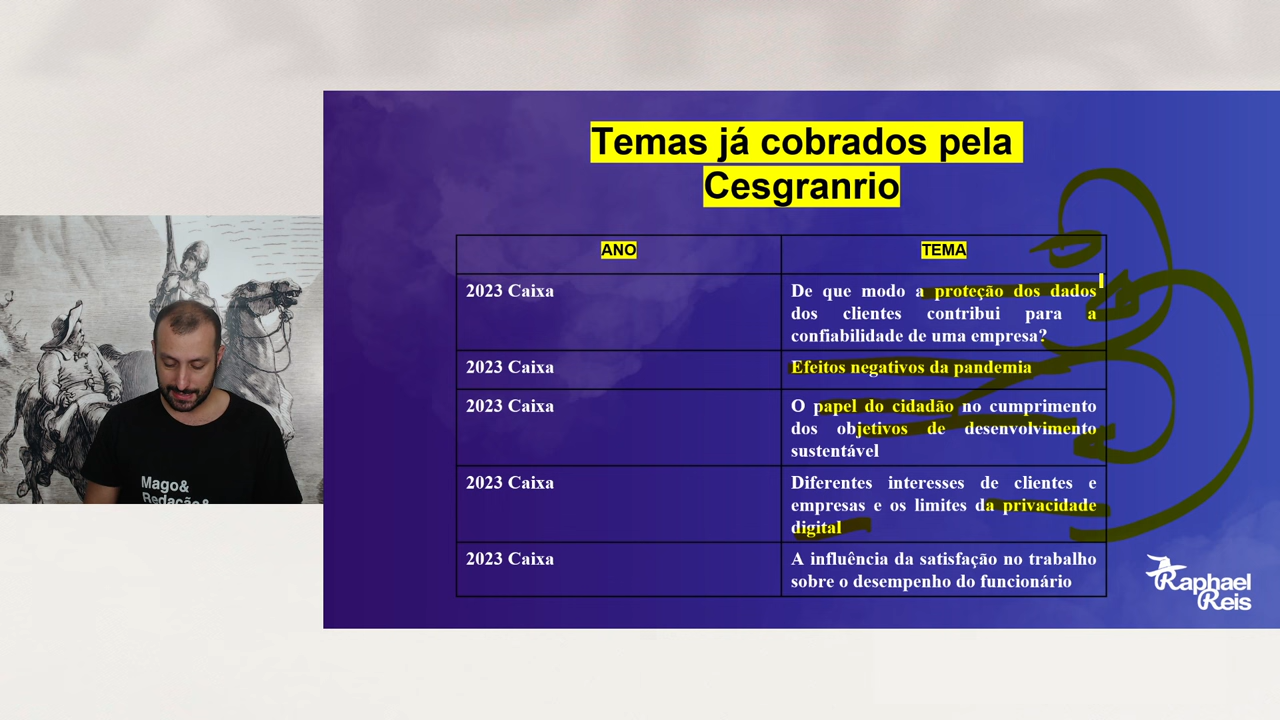 Temas já cobrados pela
Cesgranrio
ANO TEMA
2023 Caixa De que modo a proteção dos dados
dos clientes contribui para a
confiabilidade de uma empresa?
2023 Caixa Efeitos negativos da pandemia
2023 Caixa O papel do cidadão no cumprimento
dos objetivos de desenvolvimento
sustentável
2023 Caixa Diferentes interesses de clientes e
empresas e os limites da privacidade
digital
2023 Caixa A influência da satisfação no trabalho
sobre o desempenho do funcionário
Mago&
Redação&
Raphael
Reis